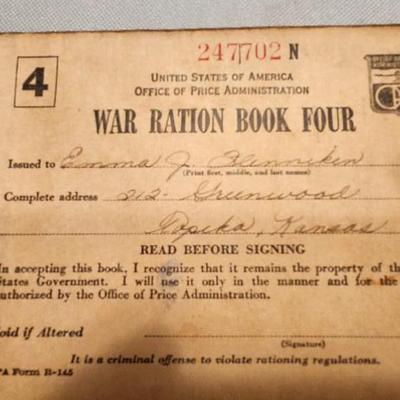 247702 N
4
UNITED STATES OF AMERICA
OFFICE OF PRICE ADMINISTRATION
WAR RATION BOOK FOUR
Issued to Emma J.
(Print first, middle, and last names)
Complete address 212 Greenwood
Topeka, Kansas
READ BEFORE SIGNING
In accepting this book, I recognize that it remains the property of th
States Government. I will use it only in the manner and for the
authorized by the Office of Price Administration.
oid if Altered
(Signature)
It is a criminal offense to violate rationing regulations.
PA Form R-145